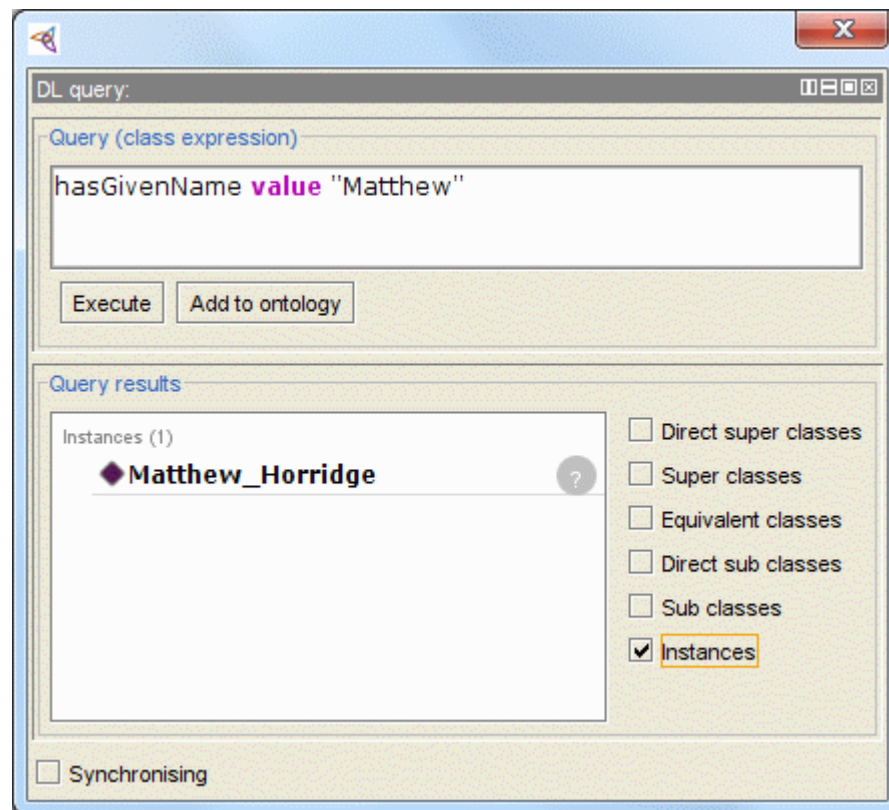 DL query:
Query (class expression)
hasGivenName value "Matthew"
Execute
Add to ontology
Query results
Instances (1)
Matthew_Horridge
?
Direct super classes
Super classes
Equivalent classes
Direct sub classes
Sub classes
Instances
Synchronising